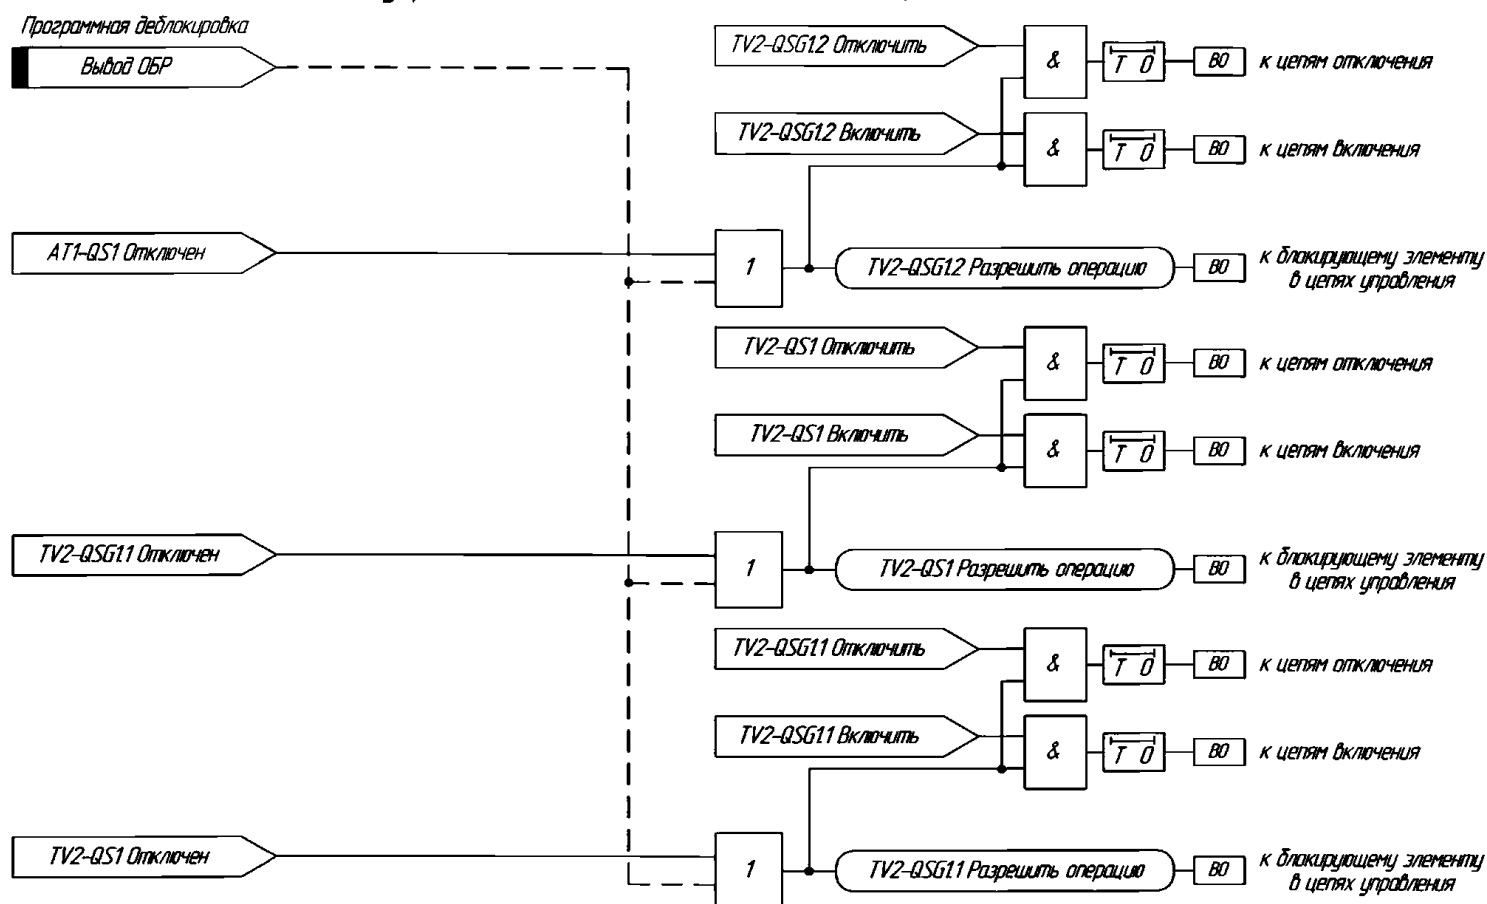 Программная деблокировка
Вывод ОБР
TV2-QSG1.2 Отключить
&
T 0
ВО
к цепям отключения
TV2-QSG1.2 Включить
&
T 0
ВО
к цепям включения
AT1-QS1 Отключен
1
TV2-QSG1.2 Разрешить операцию
ВО
к блокирующему элементу
в цепях управления
TV2-QS1 Отключить
&
T 0
ВО
к цепям отключения
TV2-QS1 Включить
&
T 0
ВО
к цепям включения
TV2-QSG1.1 Отключен
1
TV2-QS1 Разрешить операцию
ВО
к блокирующему элементу
в цепях управления
TV2-QSG1.1 Отключить
&
T 0
ВО
к цепям отключения
TV2-QSG1.1 Включить
&
T 0
ВО
к цепям включения
TV2-QS1 Отключен
1
TV2-QSG1.1 Разрешить операцию
ВО
к блокирующему элементу
в цепях управления